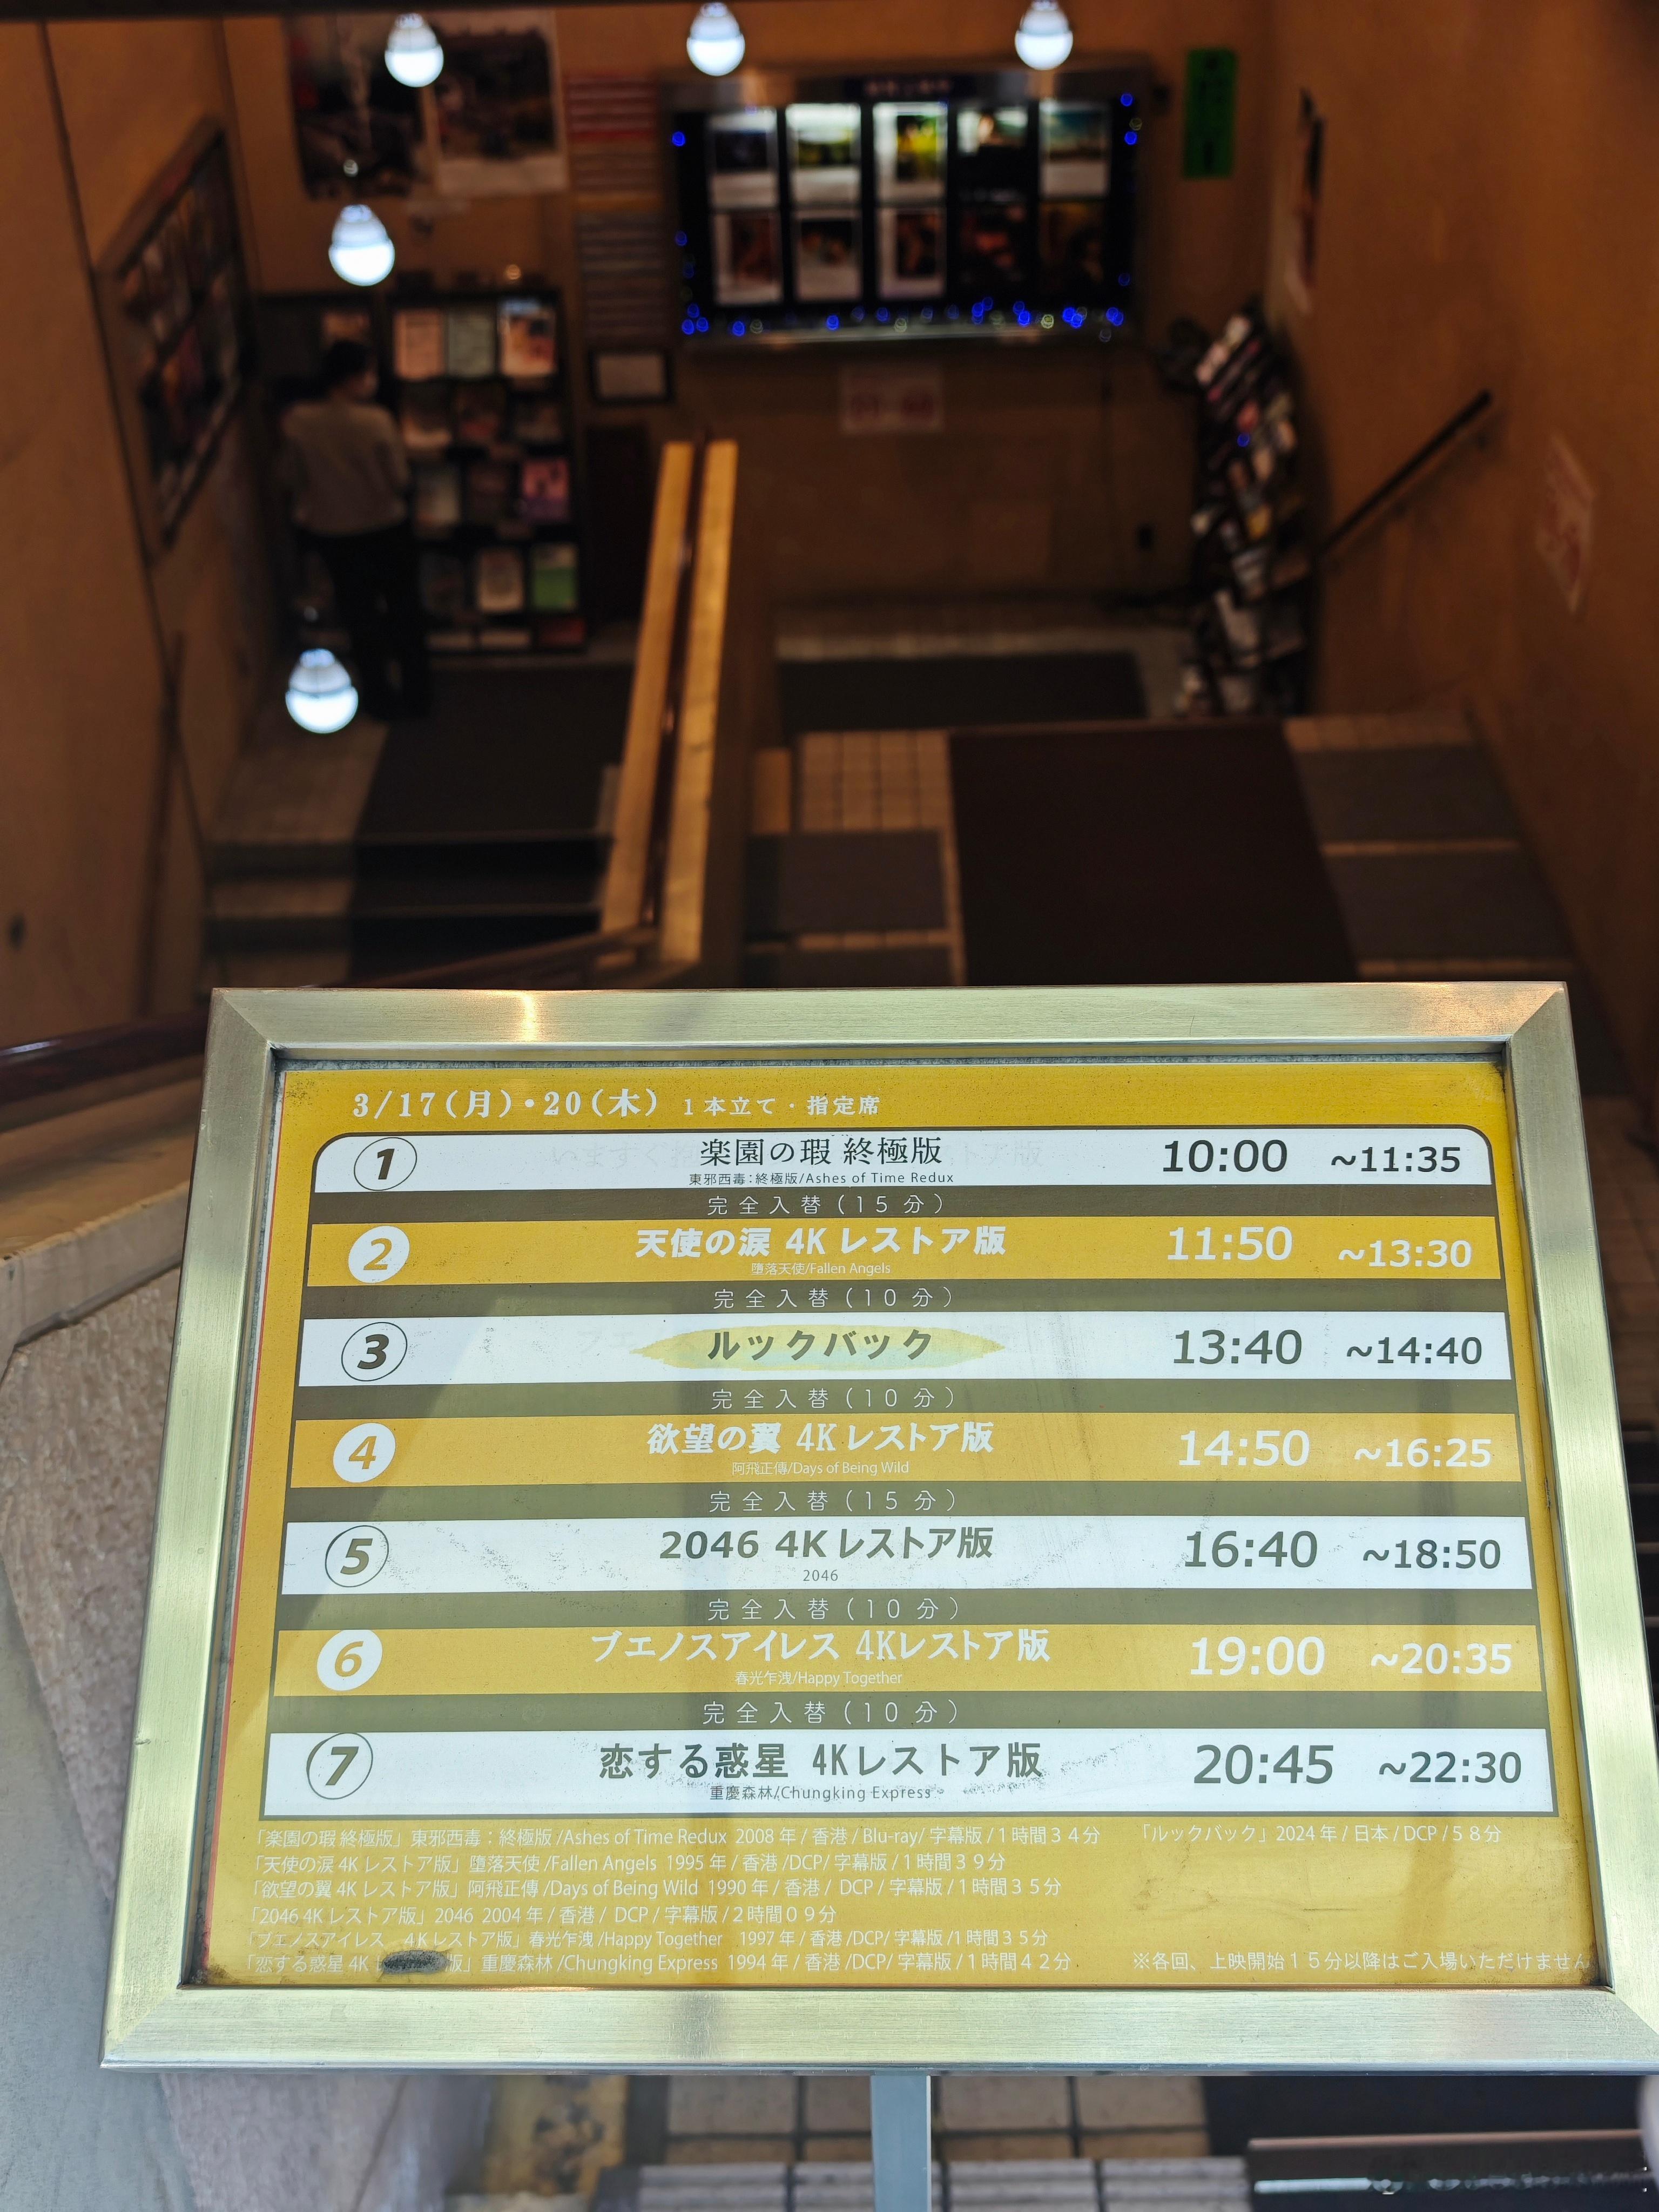 3/17(月)・20(木) 1本立て・指定席
1 楽園の瑕 終極版 10:00 ~11:35
東邪西毒:終極版/Ashes of Time Redux
完全入替(15分)
2 天使の涙 4Kレストア版 11:50 ~13:30
堕落天使/Fallen Angels
完全入替(10分)
3 ルックバック 13:40 ~14:40
完全入替(10分)
4 欲望の翼 4Kレストア版 14:50 ~16:25
阿飛正傳/Days of Being Wild
完全入替(15分)
5 2046 4Kレストア版 16:40 ~18:50
2046
完全入替(10分)
6 ブエノスアイレス 4Kレストア版 19:00 ~20:35
春光乍洩/Happy Together
完全入替(10分)
7 恋する惑星 4Kレストア版 20:45 ~22:30
重慶森林/Chungking Express
「楽園の瑕 終極版」東邪西毒：終極版 /Ashes of Time Redux 2008年 / 香港 / Blu-ray/ 字幕版 / 1時間34分 「ルックバック」2024年 / 日本 / DCP / 58分
「天使の涙 4K レストア版」堕落天使 /Fallen Angels 1995年 / 香港 /DCP/ 字幕版 / 1時間39分
「欲望の翼 4K レストア版」阿飛正傳 /Days of Being Wild 1990年 / 香港 / DCP / 字幕版 / 1時間35分
「2046 4K レストア版」2046 2004年 / 香港 / DCP / 字幕版 / 2時間09分
「ブエノスアイレス 4K レストア版」春光乍洩 /Happy Together 1997年 / 香港 /DCP/ 字幕版 / 1時間35分
「恋する惑星 4K 版」重慶森林 /Chungking Express 1994年 / 香港 /DCP/ 字幕版 / 1時間42分 ※各回、上映開始15分以降はご入場いただけません